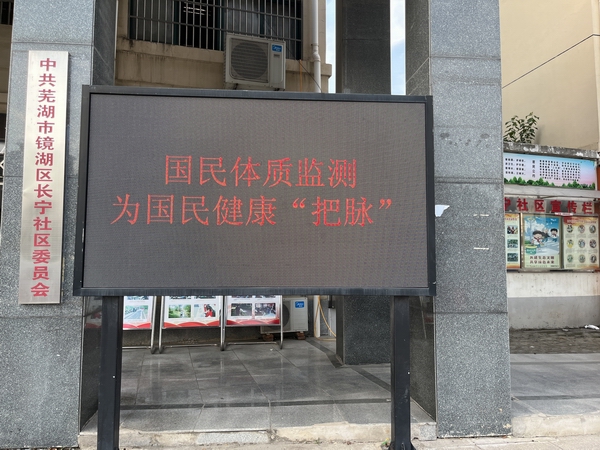 中共芜湖市镜湖区长宁社区委员会
国民体质监测
为国民健康“把脉”
宁社区宣传栏